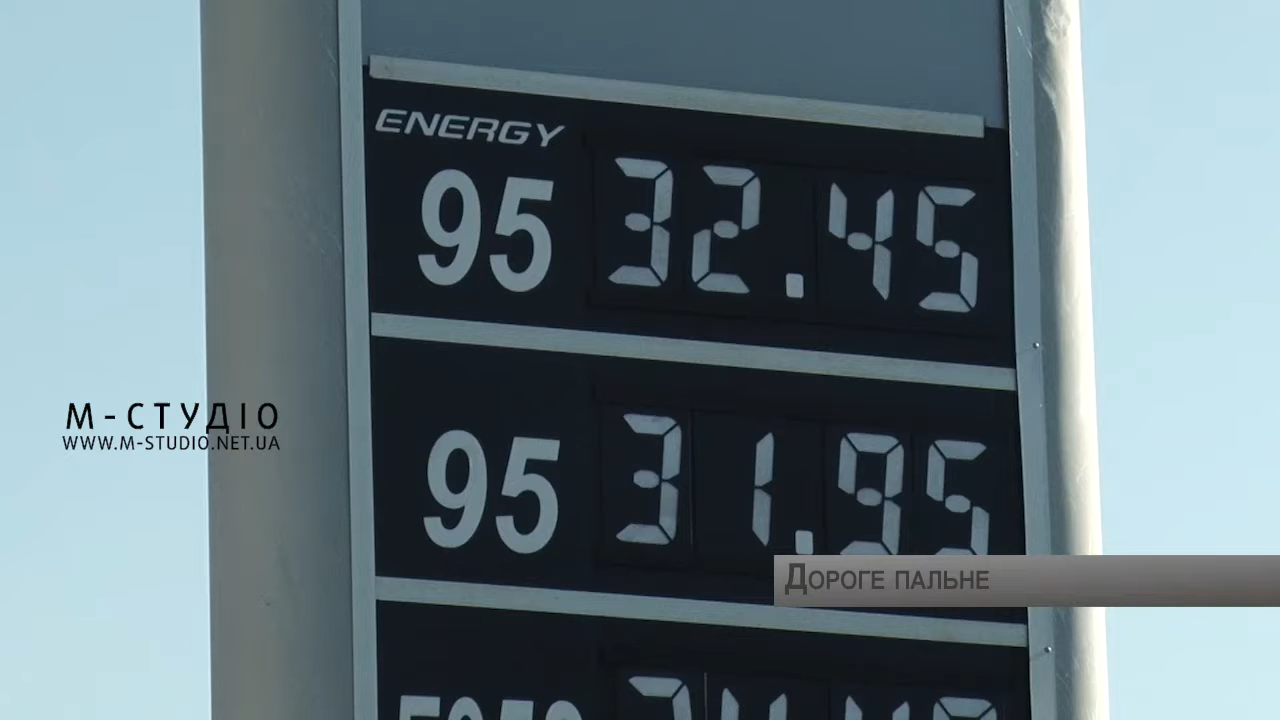 ENERGY
95 32.45
95 31.95
М-СТУДІО
WWW.M-STUDIO.NET.UA
ДОРОГЕ ПАЛЬНЕ